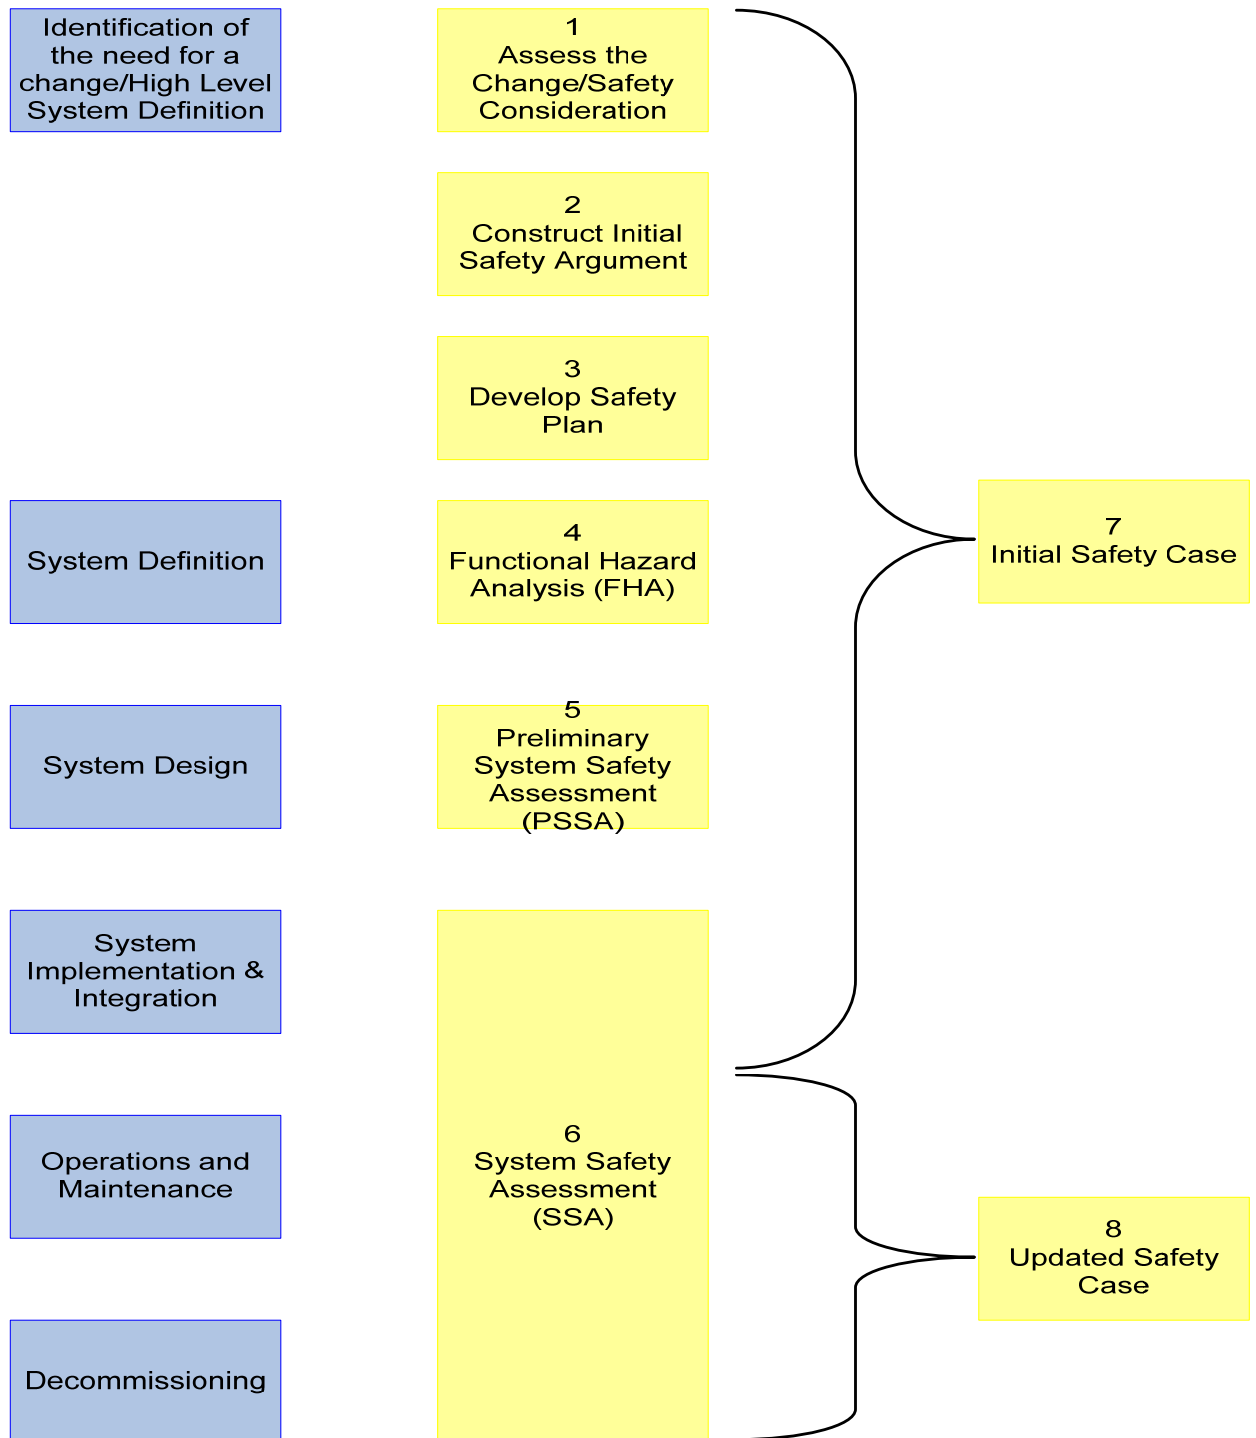 Identification of
the need for a
change/High Level
System Definition
1
Assess the
Change/Safety
Consideration
2
Construct Initial
Safety Argument
3
Develop Safety
Plan
System Definition
4
Functional Hazard
Analysis (FHA)
7
Initial Safety Case
System Design
5
Preliminary
System Safety
Assessment
(PSSA)
System
Implementation &
Integration
Operations and
Maintenance
6
System Safety
Assessment
(SSA)
8
Updated Safety
Case
Decommissioning